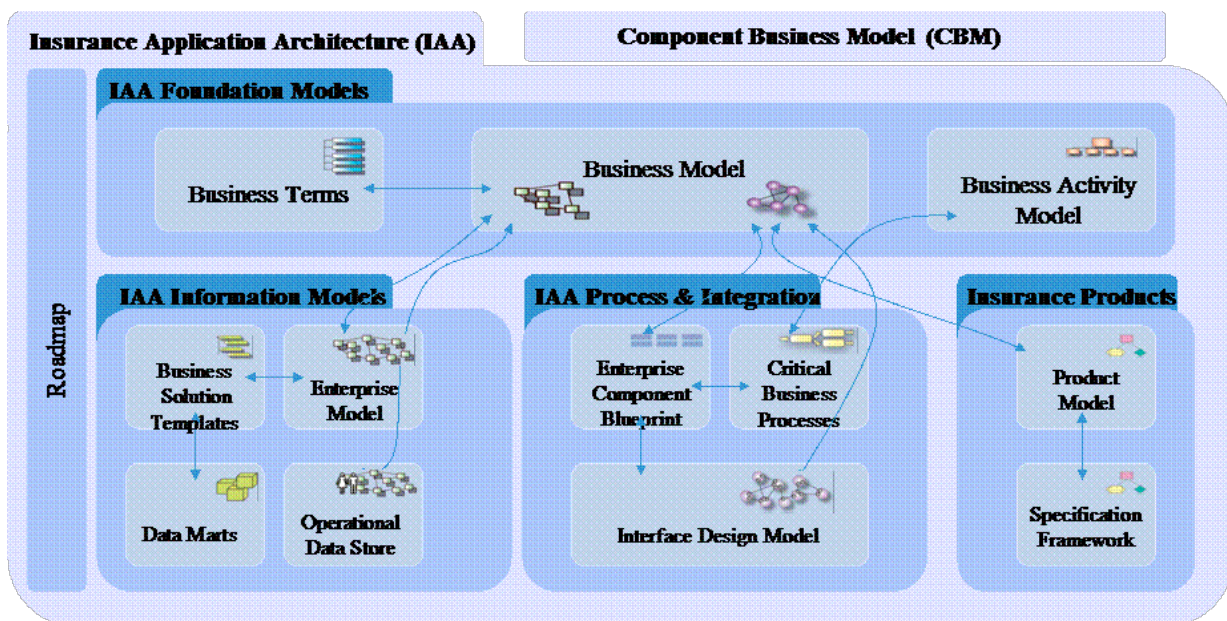 Insurance Application Architecture (IAA)
Component Business Model (CBM)
Roadmap
IAA Foundation Models
Business Terms
Business Model
Business Activity
Model
IAA Information Models
Business
Solution
Templates
Enterprise
Model
Data Marts
Operational
Data Store
IAA Process & Integration
Enterprise
Component
Blueprint
Critical
Business
Processes
Interface Design Model
Insurance Products
Product
Model
Specification
Framework